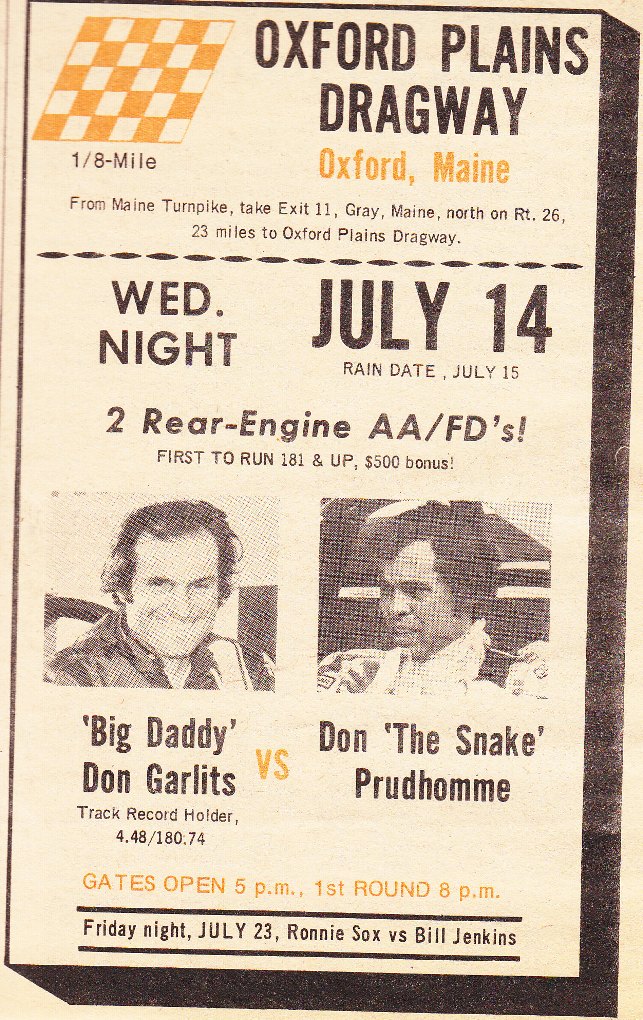 OXFORD PLAINS
DRAGWAY
1/8-Mile
Oxford, Maine
From Maine Turnpike, take Exit 11, Gray, Maine, north on Rt. 26,
23 miles to Oxford Plains Dragway.
WED.
NIGHT
JULY 14
RAIN DATE , JULY 15
2 Rear-Engine AA/FD's!
FIRST TO RUN 181 & UP, $500 bonus!
'Big Daddy'
Don Garlits
VS
Don 'The Snake'
Prudhomme
Track Record Holder,
4.48/180.74
GATES OPEN 5 p.m., 1st ROUND 8 p.m.
Friday night, JULY 23, Ronnie Sox vs Bill Jenkins